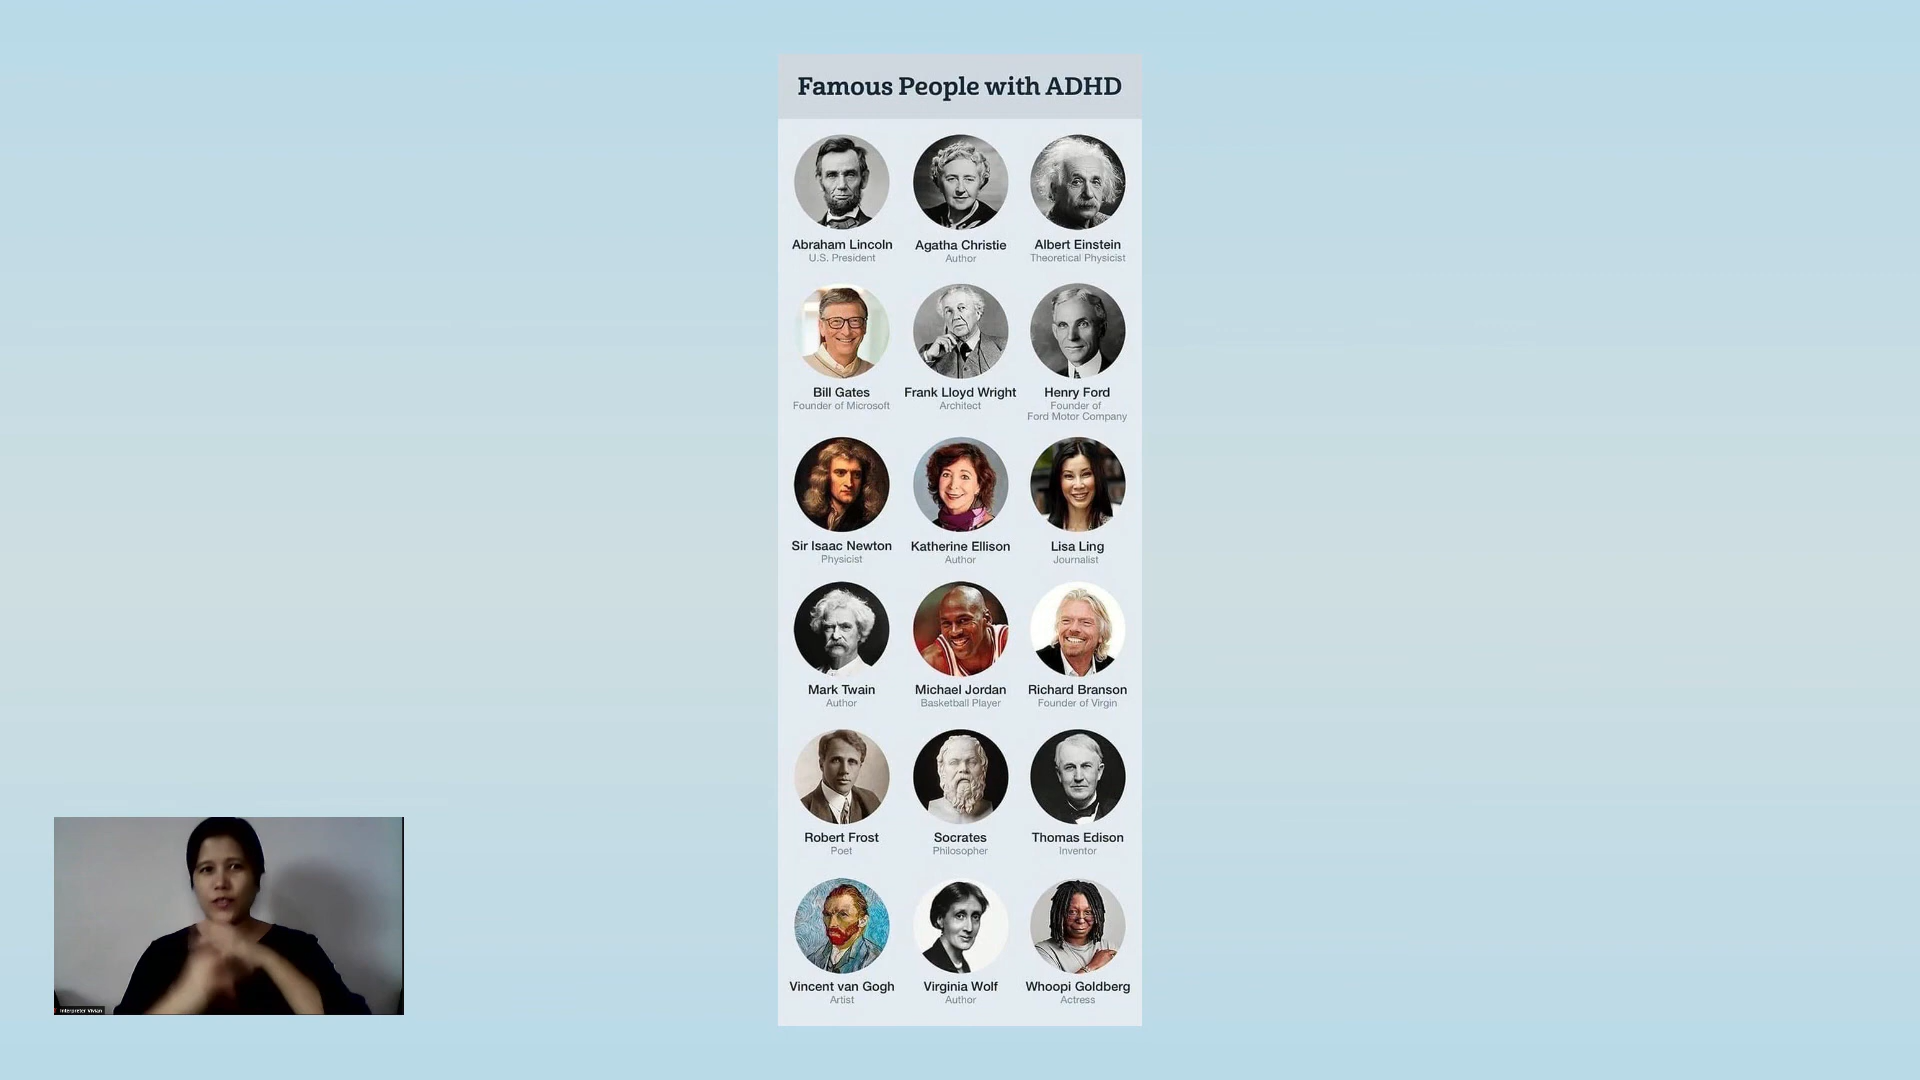 Famous People with ADHD
Abraham Lincoln
U.S. President
Agatha Christie
Author
Albert Einstein
Theoretical Physicist
Bill Gates
Founder of Microsoft
Frank Lloyd Wright
Architect
Henry Ford
Founder of
Ford Motor Company
Sir Isaac Newton
Physicist
Katherine Ellison
Author
Lisa Ling
Journalist
Mark Twain
Author
Michael Jordan
Basketball Player
Richard Branson
Founder of Virgin
Robert Frost
Poet
Socrates
Philosopher
Thomas Edison
Inventor
Vincent van Gogh
Artist
Virginia Wolf
Author
Whoopi Goldberg
Actress
Interpreter Vivian